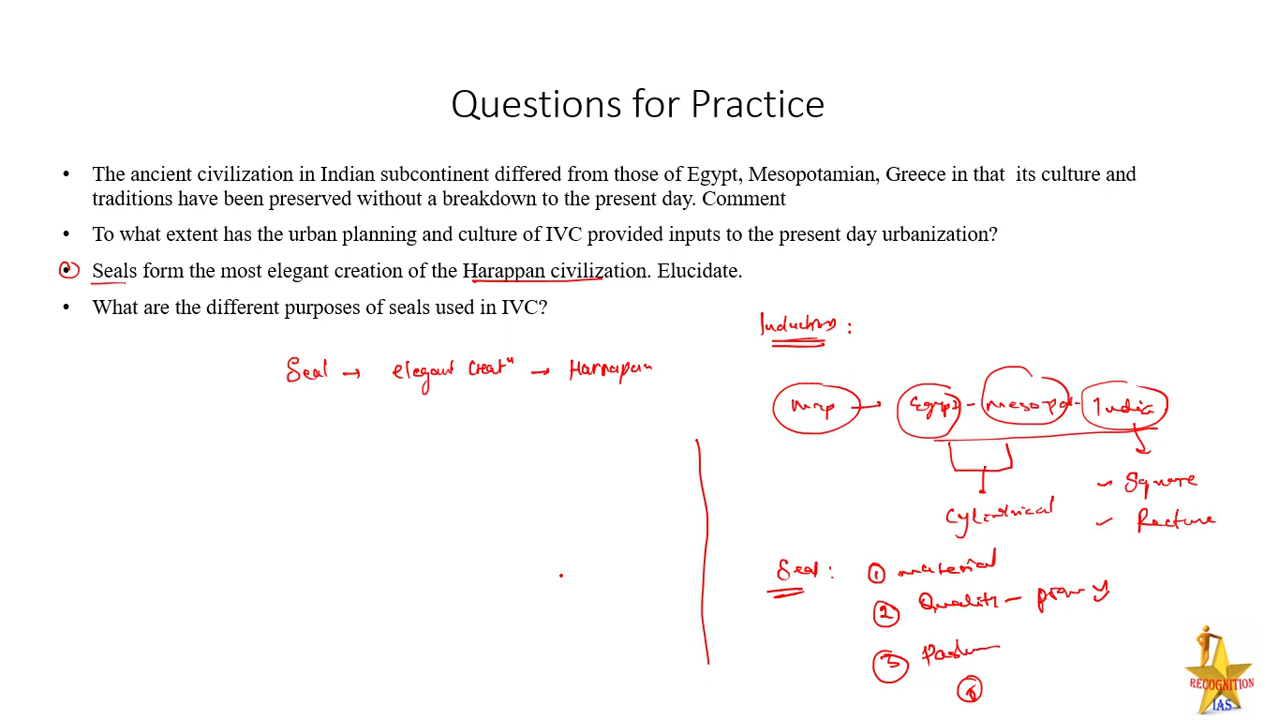 Questions for Practice
• The ancient civilization in Indian subcontinent differed from those of Egypt, Mesopotamian, Greece in that its culture and
traditions have been preserved without a breakdown to the present day. Comment
• To what extent has the urban planning and culture of IVC provided inputs to the present day urbanization?
• Seals form the most elegant creation of the Harappan civilization. Elucidate.
• What are the different purposes of seals used in IVC?
Seal → elegant creatⁿ → Harrapan
:
Map → Egypt - Mesopo - India
Cylindrical
- Square
Seal: ① material
② Quality -
③
RECOGNITION
IAS